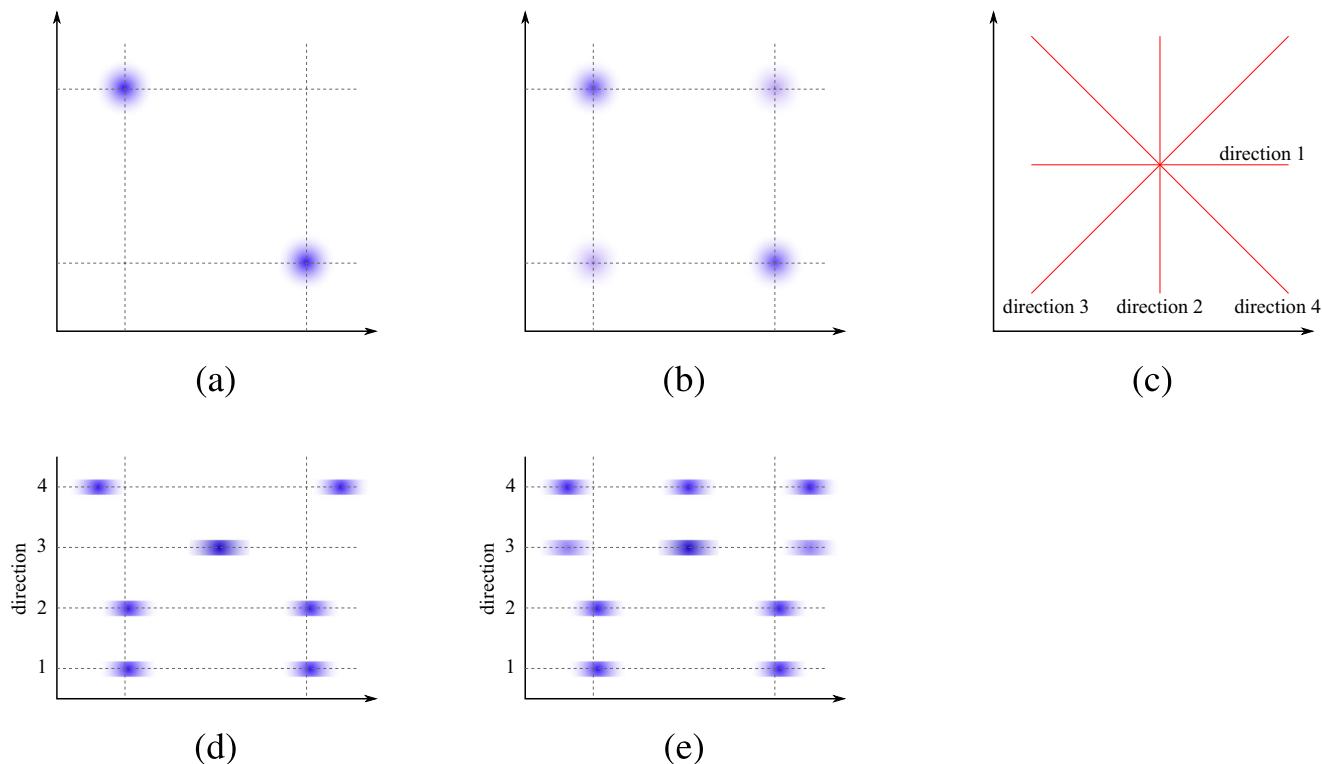 direction 1
direction 3
direction 2
direction 4
(a)
(b)
(c)
4
3
2
1
direction
4
3
2
1
direction
(d)
(e)